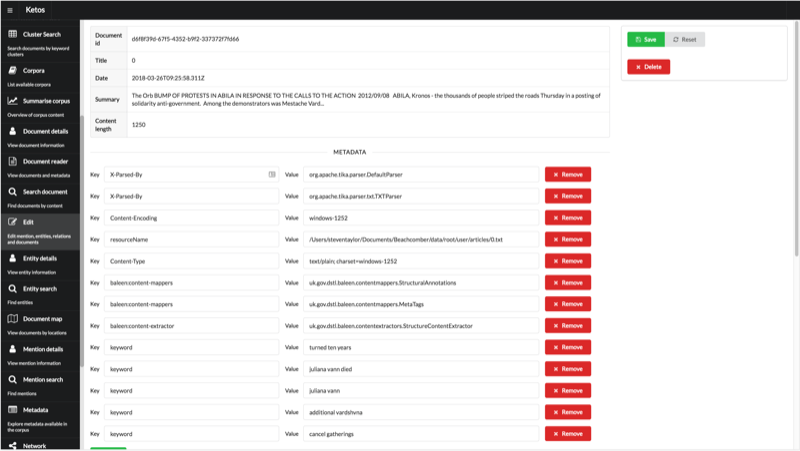 Ketos
Cluster Search
Search documents by keyword clusters
Corpora
List available corpora
Summarise corpus
Overview of corpus content
Document details
View document information
Document reader
View documents and metadata
Search document
Find documents by content
Edit
Edit mention, entities, relations and documents
Entity details
View entity information
Entity search
Find entities
Document map
View documents by locations
Mention details
View mention information
Mention search
Find mentions
Metadata
Explore metadata available in the corpus
Network
Document Id d6f8f39d-67f5-4352-b9f2-337372f7fd66
Title 0
Date 2018-03-26T09:25:58.311Z
Summary The Orb BUMP OF PROTESTS IN ABILA IN RESPONSE TO THE CALLS TO THE ACTION 2012/09/08 ABILA, Kronos - the thousands of people striped the roads Thursday in a posting of
solidarity anti-government. Among the demonstrators was Mestache Vard...
Content length 1250
Save Reset
Delete
METADATA
Key X-Parsed-By Value org.apache.tika.parser.DefaultParser Remove
Key X-Parsed-By Value org.apache.tika.parser.txt.TXTParser Remove
Key Content-Encoding Value windows-1252 Remove
Key resourceName Value /Users/steventaylor/Documents/Beachcomber/data/root/user/articles/0.txt Remove
Key Content-Type Value text/plain; charset=windows-1252 Remove
Key baleen:content-mappers Value uk.gov.dstl.baleen.contentmappers.StructuralAnnotations Remove
Key baleen:content-mappers Value uk.gov.dstl.baleen.contentmappers.MetaTags Remove
Key baleen:content-extractor Value uk.gov.dstl.baleen.contentextractors.StructureContentExtractor Remove
Key keyword Value turned ten years Remove
Key keyword Value juliana vann died Remove
Key keyword Value juliana vann Remove
Key keyword Value additional vardshvna Remove
Key keyword Value cancel gatherings Remove